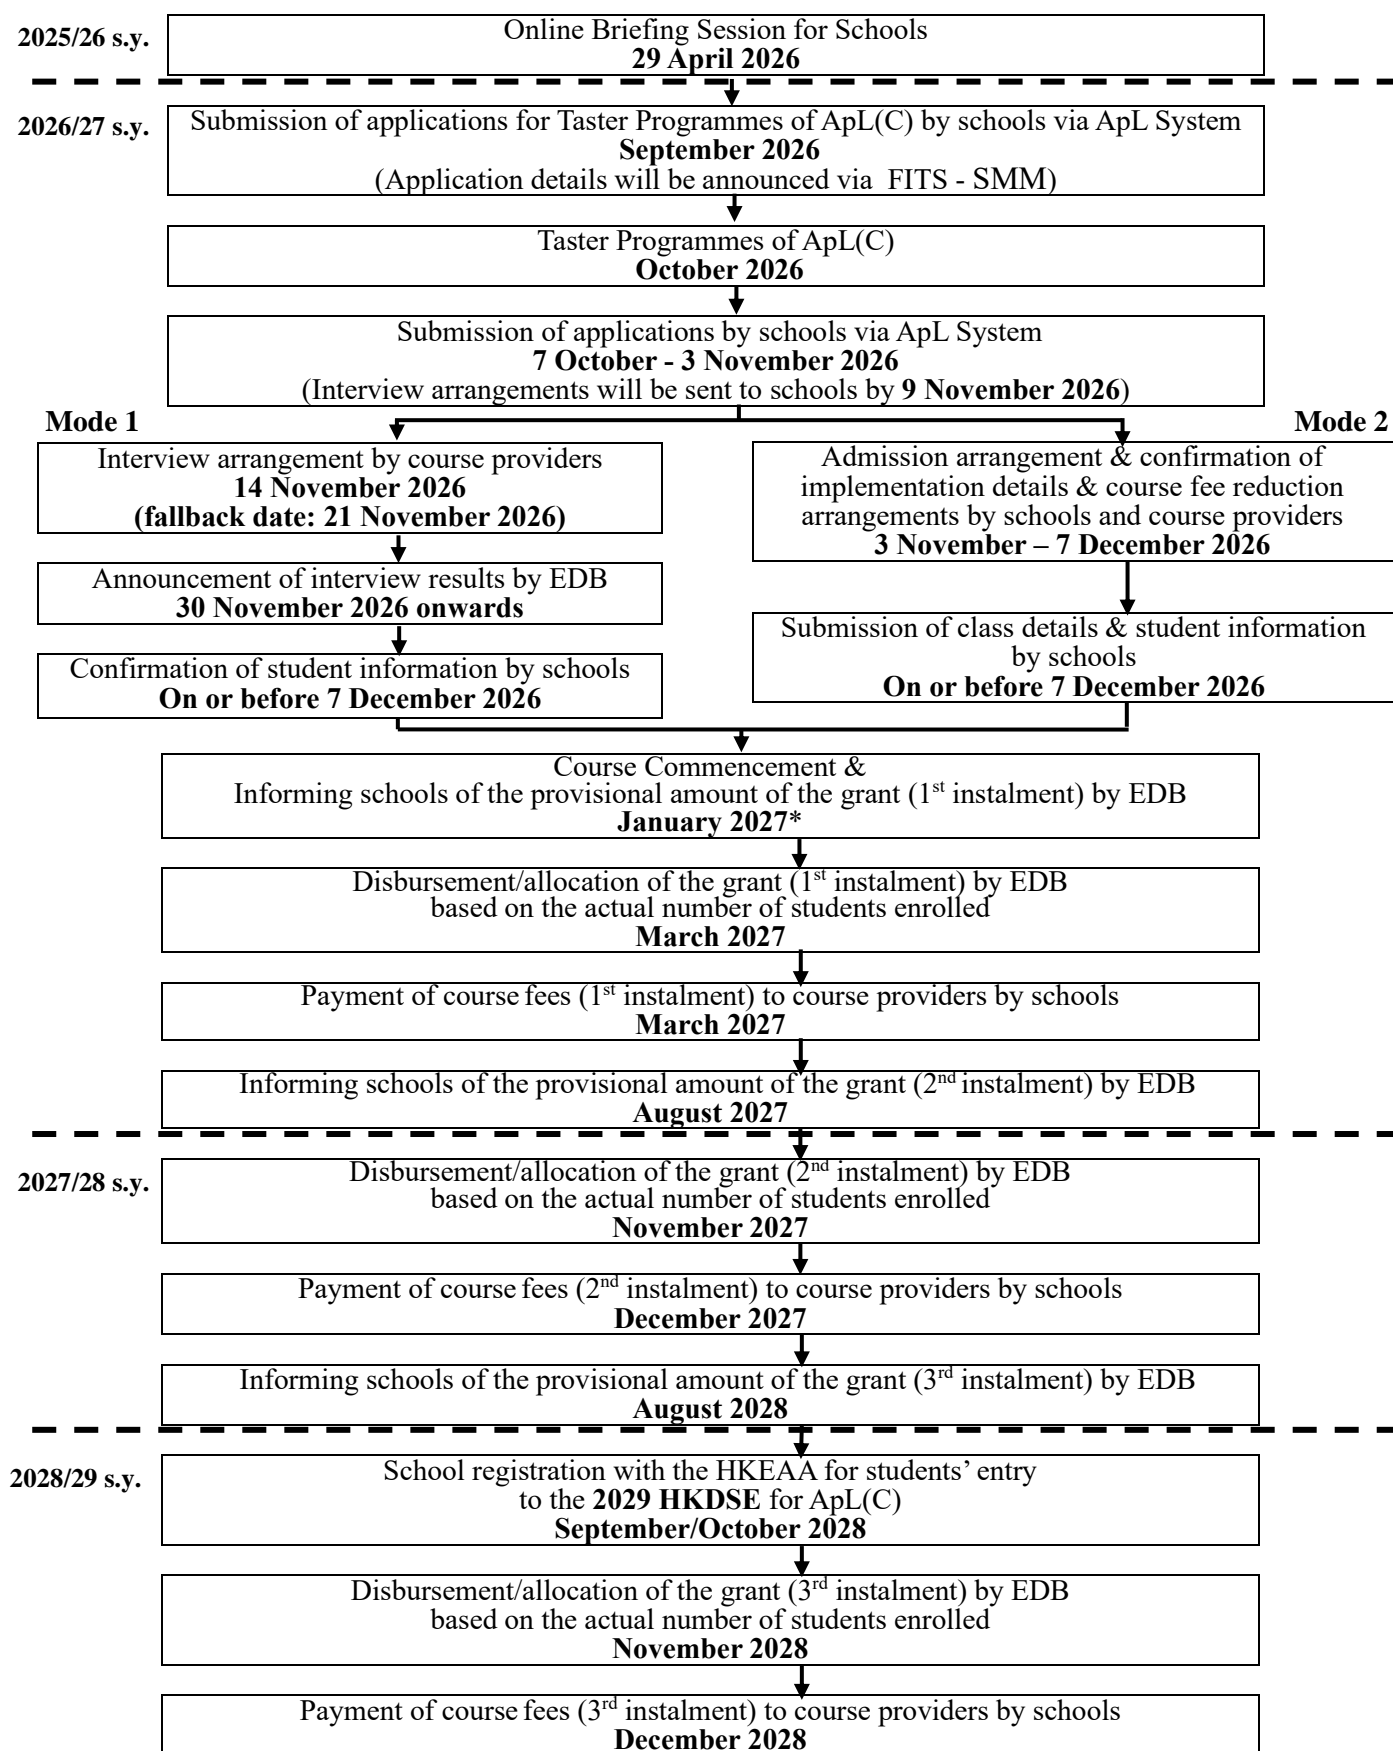 2025/26 s.y.
Online Briefing Session for Schools
29 April 2026
2026/27 s.y.
Submission of applications for Taster Programmes of ApL(C) by schools via ApL System
September 2026
(Application details will be announced via FITS - SMM)
Taster Programmes of ApL(C)
October 2026
Submission of applications by schools via ApL System
7 October - 3 November 2026
(Interview arrangements will be sent to schools by 9 November 2026)
Mode 1
Interview arrangement by course providers
14 November 2026
(fallback date: 21 November 2026)
Announcement of interview results by EDB
30 November 2026 onwards
Confirmation of student information by schools
On or before 7 December 2026
Mode 2
Admission arrangement & confirmation of
implementation details & course fee reduction
arrangements by schools and course providers
3 November – 7 December 2026
Submission of class details & student information
by schools
On or before 7 December 2026
Course Commencement &
Informing schools of the provisional amount of the grant (1st instalment) by EDB
January 2027*
Disbursement/allocation of the grant (1st instalment) by EDB
based on the actual number of students enrolled
March 2027
Payment of course fees (1st instalment) to course providers by schools
March 2027
Informing schools of the provisional amount of the grant (2nd instalment) by EDB
August 2027
2027/28 s.y.
Disbursement/allocation of the grant (2nd instalment) by EDB
based on the actual number of students enrolled
November 2027
Payment of course fees (2nd instalment) to course providers by schools
December 2027
Informing schools of the provisional amount of the grant (3rd instalment) by EDB
August 2028
2028/29 s.y.
School registration with the HKEAA for students’ entry
to the 2029 HKDSE for ApL(C)
September/October 2028
Disbursement/allocation of the grant (3rd instalment) by EDB
based on the actual number of students enrolled
November 2028
Payment of course fees (3rd instalment) to course providers by schools
December 2028